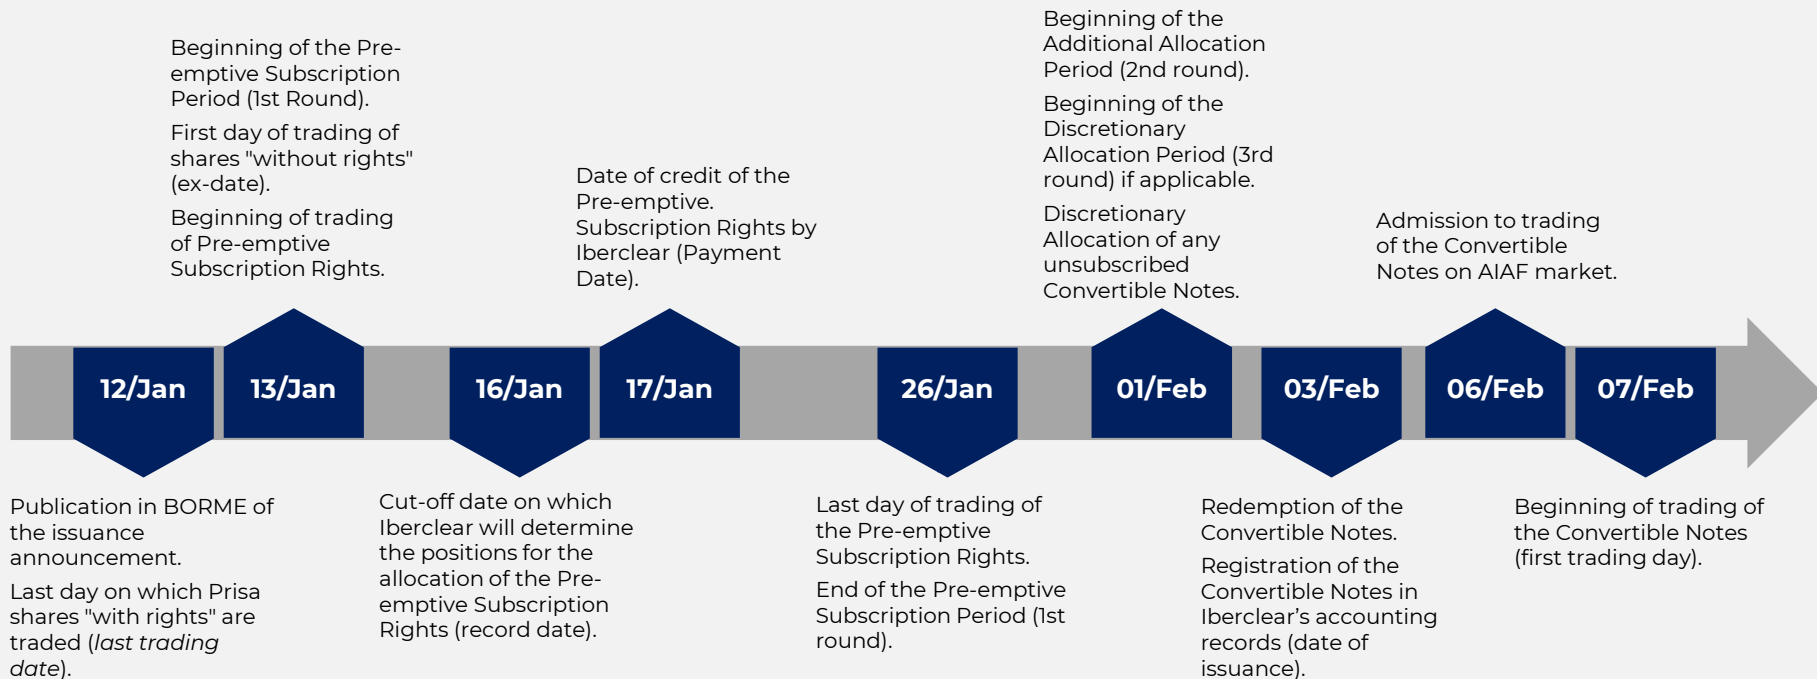 Beginning of the Pre-
emptive Subscription
Period (1st Round).
First day of trading of
shares "without rights"
(ex-date).
Beginning of trading
of Pre-emptive
Subscription Rights.
Date of credit of the
Pre-emptive.
Subscription Rights by
Iberclear (Payment
Date).
Beginning of the
Additional Allocation
Period (2nd round).
Beginning of the
Discretionary
Allocation Period (3rd
round) if applicable.
Discretionary
Allocation of any
unsubscribed
Convertible Notes.
Admission to trading
of the Convertible
Notes on AIAF market.
12/Jan
13/Jan
16/Jan
17/Jan
26/Jan
01/Feb
03/Feb
06/Feb
07/Feb
Publication in BORME of
the issuance
announcement.
Last day on which Prisa
shares "with rights" are
traded (last trading
date).
Cut-off date on which
Iberclear will determine
the positions for the
allocation of the Pre-
emptive Subscription
Rights (record date).
Last day of trading of
the Pre-emptive
Subscription Rights.
End of the Pre-emptive
Subscription Period (1st
round).
Redemption of the
Convertible Notes.
Registration of the
Convertible Notes in
Iberclear’s accounting
records (date of
issuance).
Beginning of trading of
the Convertible Notes
(first trading day).